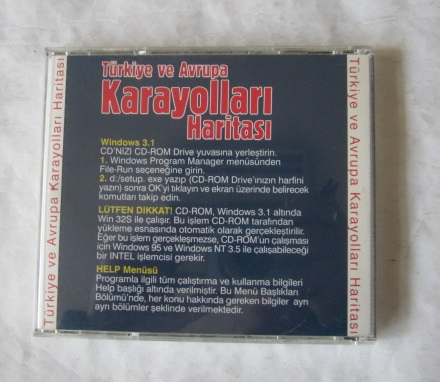 Türkiye ve Avrupa Karayolları Haritası
Türkiye ve Avrupa
Karayolları
Haritası
Windows 3.1
CD'NİZİ CD-ROM Drive yuvasına yerleştirin.
1. Windows Program Manager menüsünden
File-Run seçeneğine girin.
2. d:/setup. exe yazıp (CD-ROM Drive'ınızın harfini
yazın) sonra OK'yi tıklayın ve ekran üzerinde belirecek
komutları takip edin.
LÜTFEN DİKKAT! CD-ROM, Windows 3.1 altında
Win 32S ile çalışır. Bu işlem CD-ROM tarafından
yükleme esnasında otomatik olarak gerçekleştirilir.
Eğer bu işlem gerçekleşmezse, CD-ROM'un çalışması
için Windows 95 ve Windows NT 3.5 ile çalışabileceği
bir INTEL işlemcisi gerekir.
HELP Menüsü
Programla ilgili tüm çalıştırma ve kullanma bilgileri
Help başlığı altında verilmiştir. Bu Menü Başlıkları
Bölümü'nde, her konu hakkında gereken bilgiler ayrı
ayrı bölümler şeklinde verilmektedir.
Türkiye ve Avrupa Karayolları Haritası